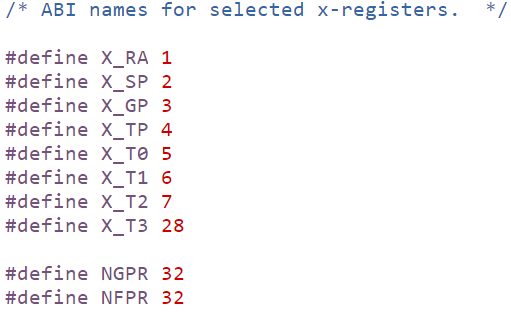 /* ABI names for selected x-registers.  */
#define X_RA 1
#define X_SP 2
#define X_GP 3
#define X_TP 4
#define X_T0 5
#define X_T1 6
#define X_T2 7
#define X_T3 28
#define NGPR 32
#define NFPR 32